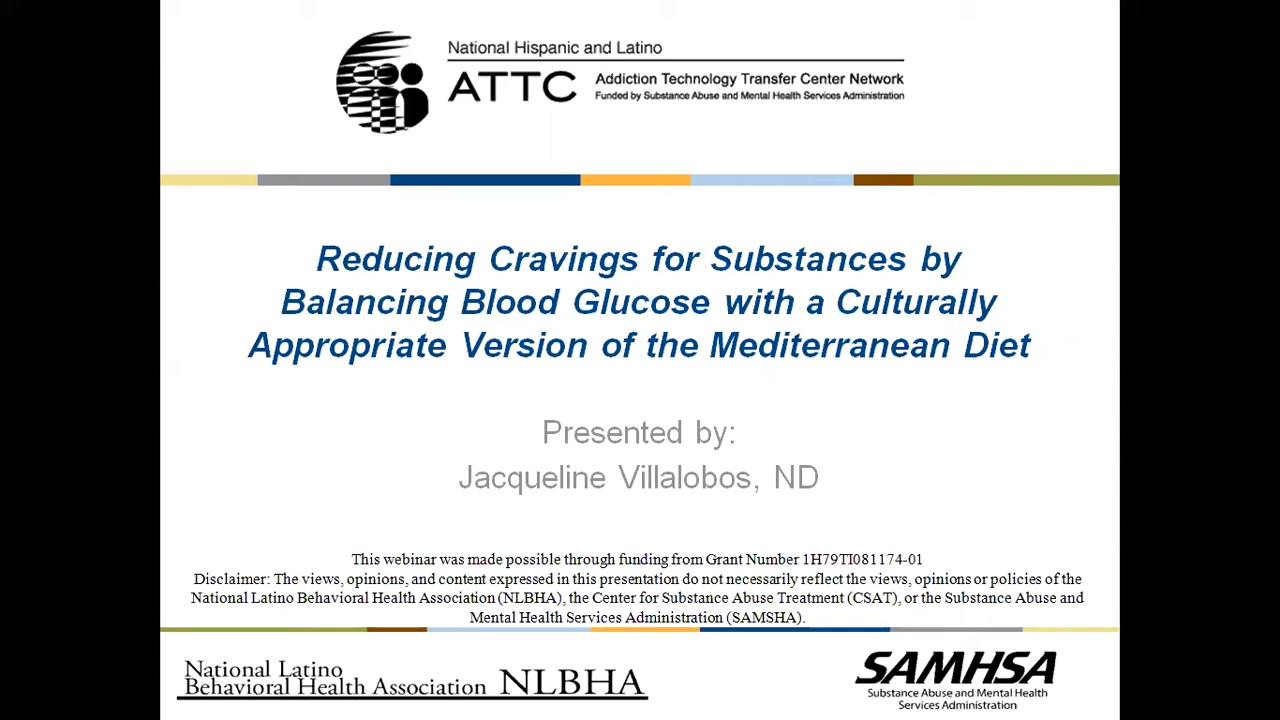 National Hispanic and Latino
ATTC
Addiction Technology Transfer Center Network
Funded by Substance Abuse and Mental Health Services Administration
Reducing Cravings for Substances by
Balancing Blood Glucose with a Culturally
Appropriate Version of the Mediterranean Diet
Presented by:
Jacqueline Villalobos, ND
This webinar was made possible through funding from Grant Number 1H79TI081174-01
Disclaimer: The views, opinions, and content expressed in this presentation do not necessarily reflect the views, opinions or policies of the
National Latino Behavioral Health Association (NLBHA), the Center for Substance Abuse Treatment (CSAT), or the Substance Abuse and
Mental Health Services Administration (SAMSHA).
National Latino
Behavioral Health Association NLBHA
SAMHSA
Substance Abuse and Mental Health
Services Administration